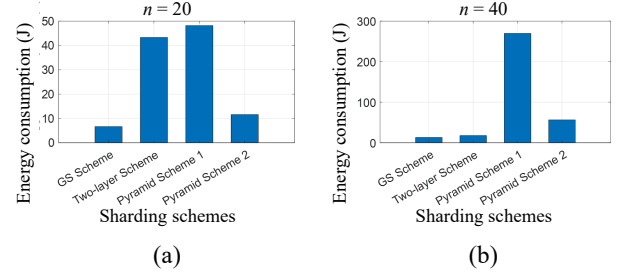 n = 20
Energy consumption (J)
50
40
30
20
10
0
GS Scheme
Two-layer Scheme
Pyramid Scheme 1
Pyramid Scheme 2
Sharding schemes
(a)
n = 40
Energy consumption (J)
300
200
100
0
GS Scheme
Two-layer Scheme
Pyramid Scheme 1
Pyramid Scheme 2
Sharding schemes
(b)